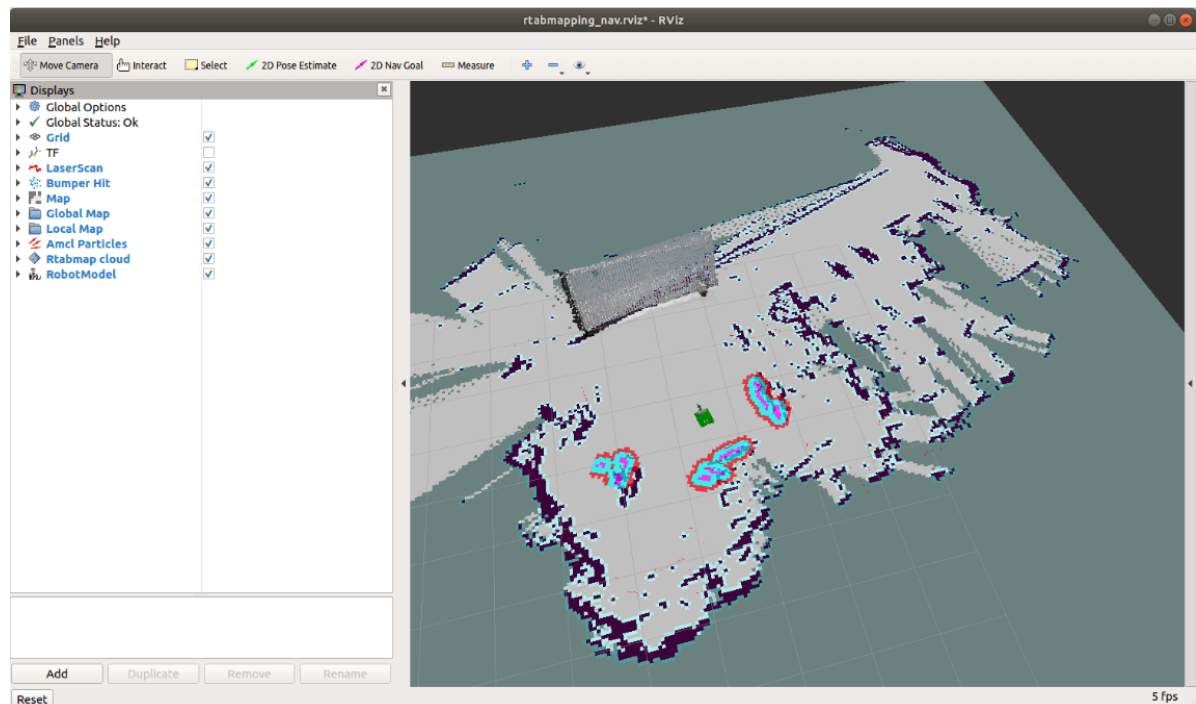 rtabmapping_nav.rviz* - RViz
File Panels Help
Move Camera Interact Select 2D Pose Estimate 2D Nav Goal Measure
Displays
Global Options
Global Status: Ok
Grid
TF
LaserScan
Bumper Hit
Map
Global Map
Local Map
Amcl Particles
Rtabmap cloud
RobotModel
Add Duplicate Remove Rename
Reset 5 fps